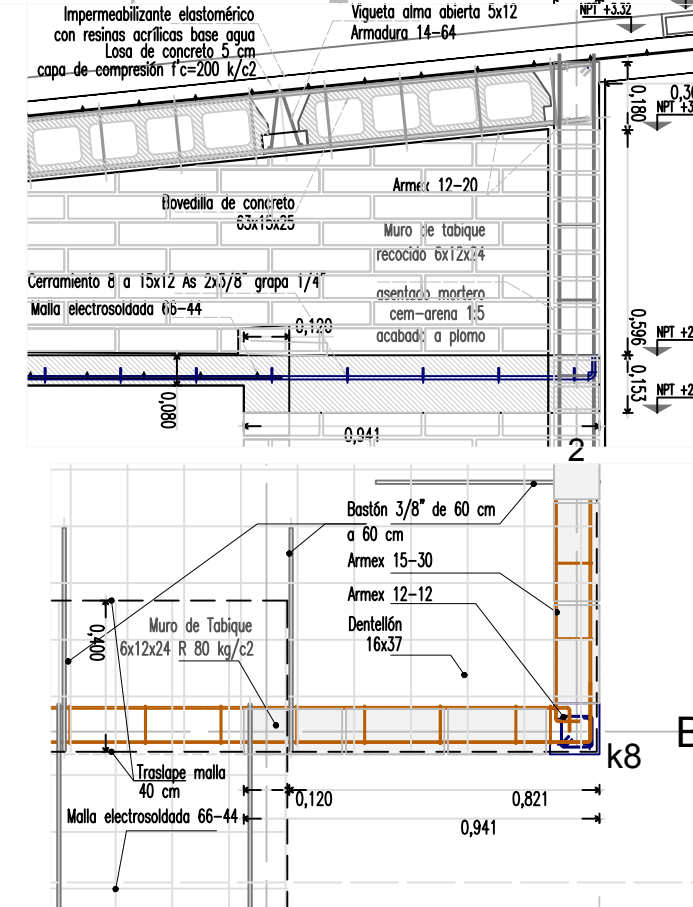 Impermeabilizante elastomérico
con resinas acrílicas base agua
Losa de concreto 5 cm
capa de compresión f'c=200 k/c2
Vigueta alma abierta 5x12
Armadura 14-64
NPT +3.32
0,180
0,30
NPT +3
Armex 12-20
Bovedilla de concreto
63x15x25
Muro de tabique
recocido 6x12x24
Cerramiento 8 a 15x12 As 2x3/8" grapa 1/4"
Malla electrosoldada 66-44
asentado mortero
cem-arena 1:5
acabado a plomo
0,120
0,596
NPT +2
0,153
NPT +2
0,080
0,941
2
Bastón 3/8" de 60 cm
a 60 cm
Armex 15-30
Armex 12-12
Dentellón
16x37
0,400
Muro de Tabique
6x12x24 R 80 kg/c2
k8
Traslape malla
40 cm
Malla electrosoldada 66-44
0,120
0,821
0,941